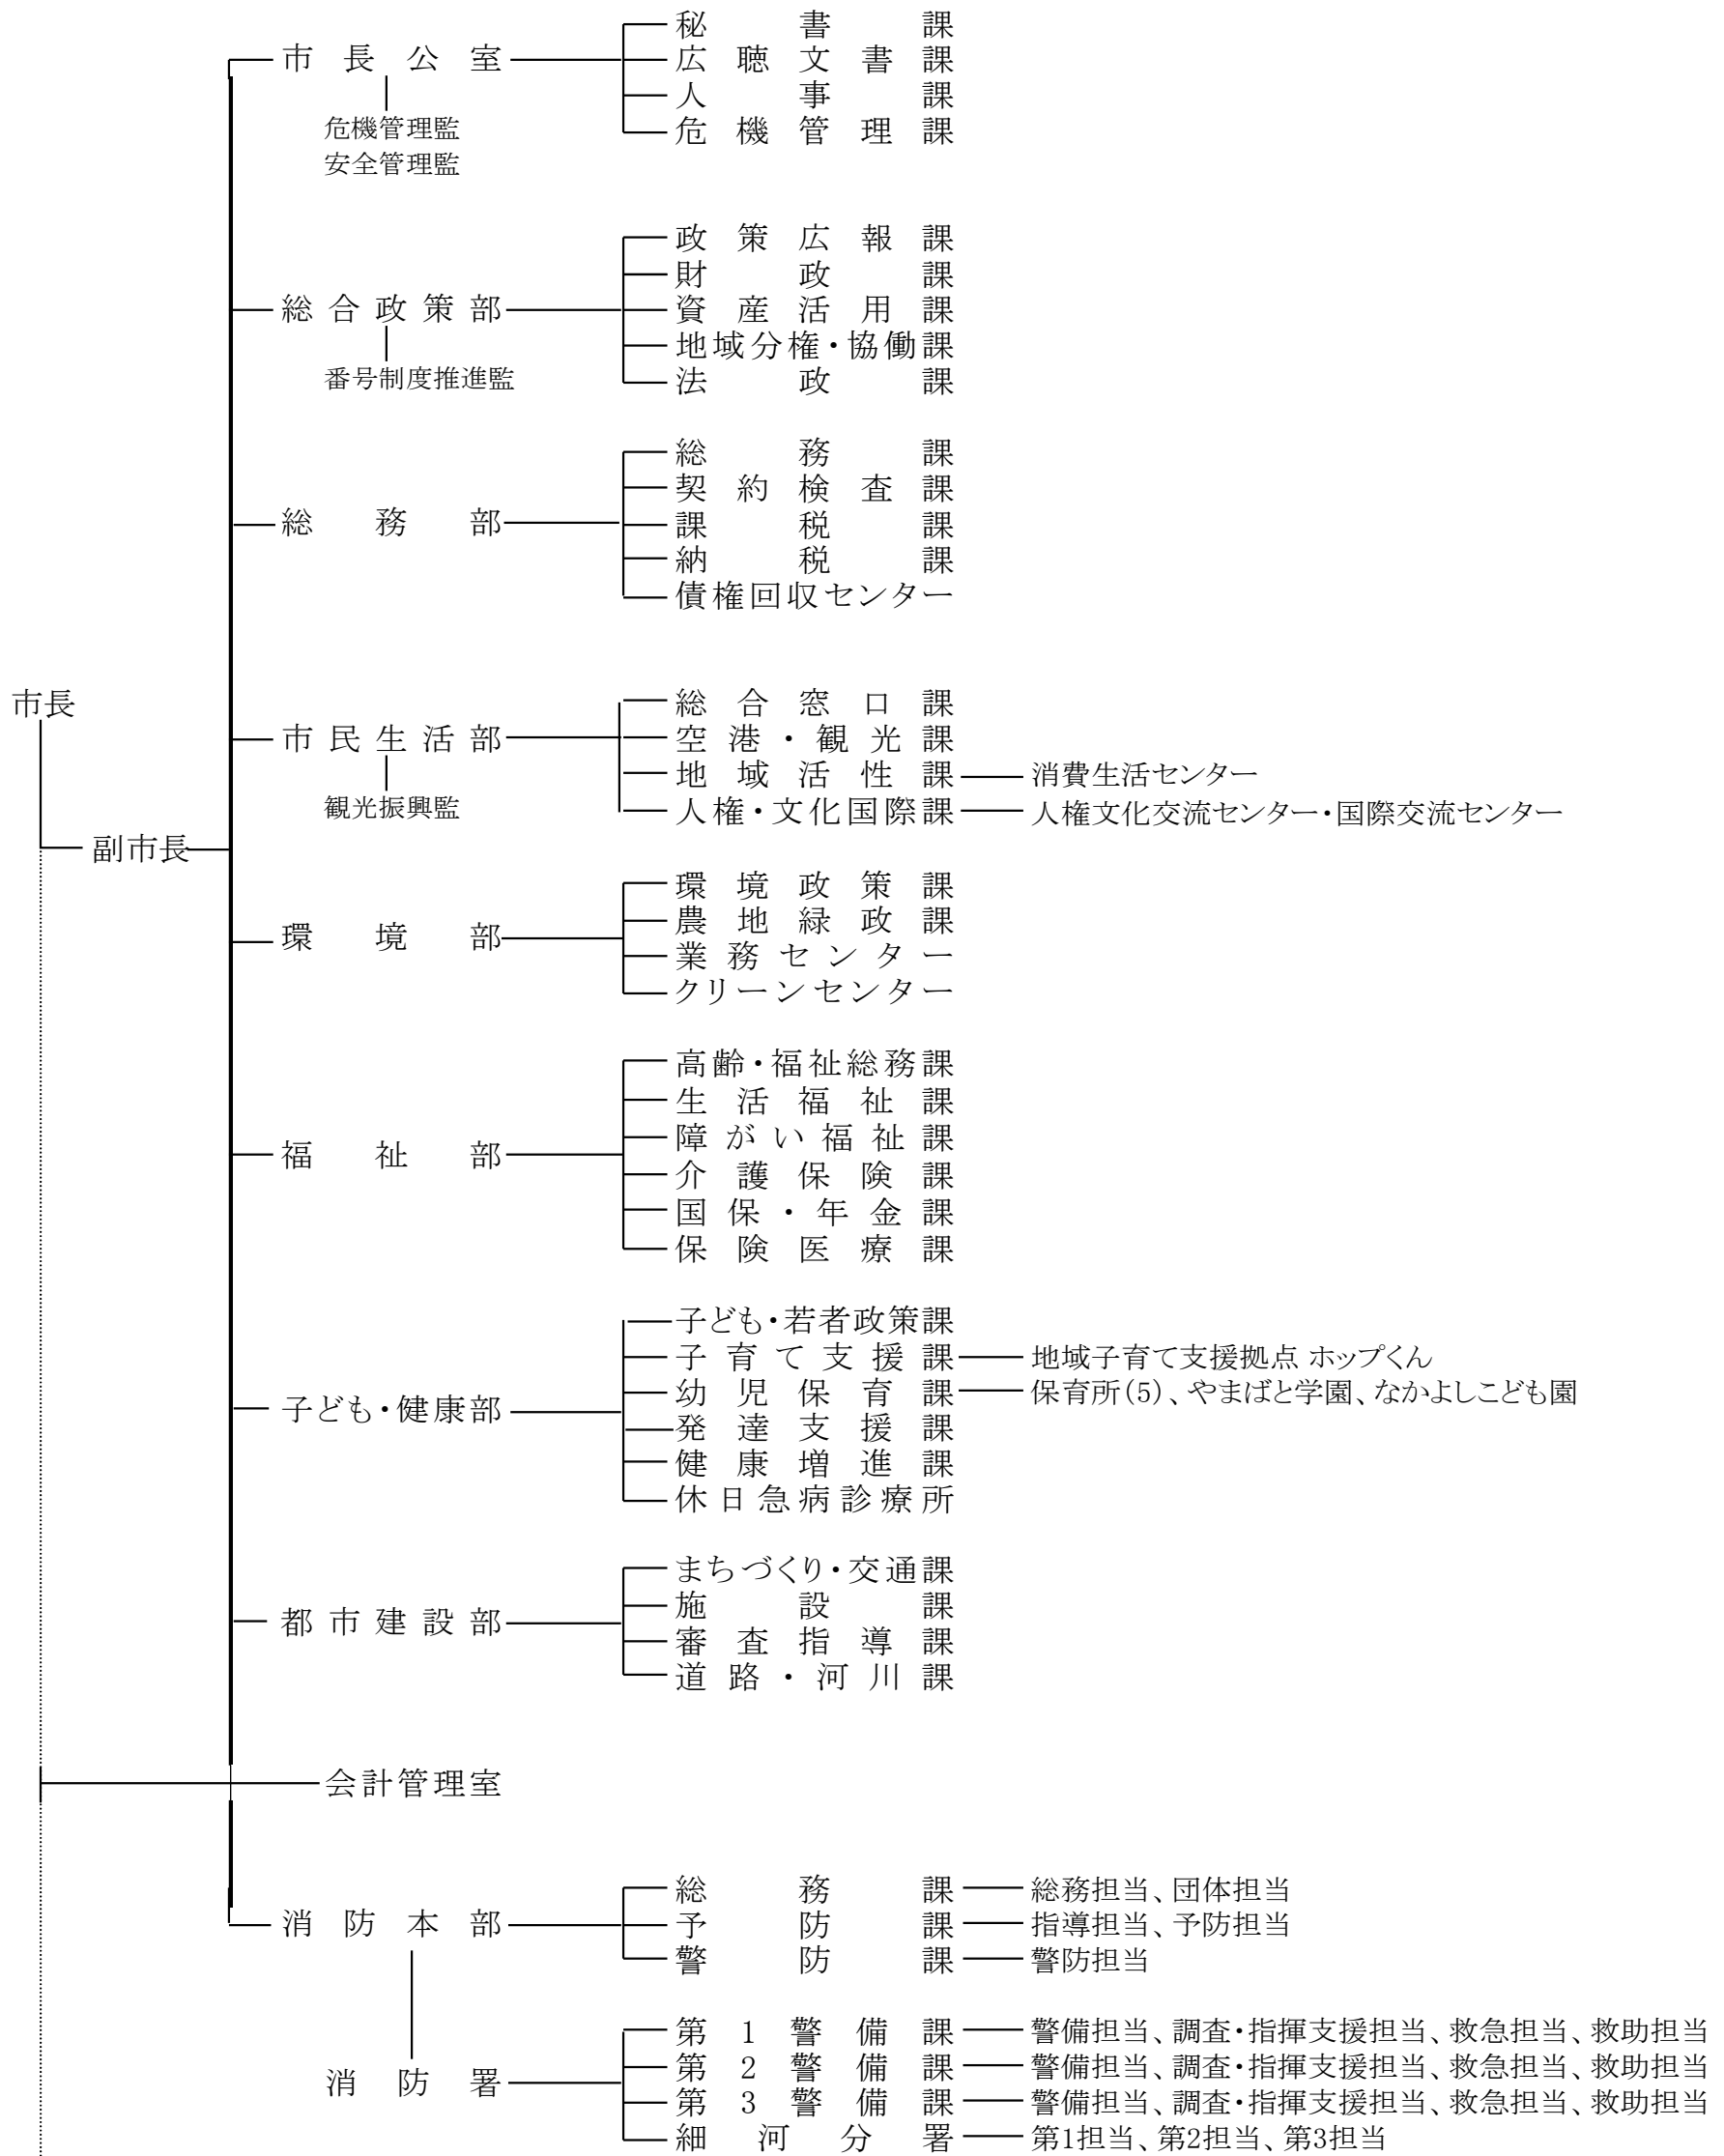 秘書課
市長公室
広聴文書課
人事課
危機管理監
危機管理課
安全管理監
政策広報課
財政課
総合政策部
資産活用課
地域分権・協働課
番号制度推進監
法政課
総務課
契約検査課
総務部
課税課
納税課
債権回収センター
市長
総合窓口課
市民生活部
空港・観光課
地域活性課
消費生活センター
観光振興監
人権・文化国際課
人権文化交流センター・国際交流センター
副市長
環境政策課
農地緑政課
環境部
業務センター
クリーンセンター
高齢・福祉総務課
生活福祉課
障がい福祉課
福祉部
介護保険課
国保・年金課
保険医療課
子ども・若者政策課
子育て支援課
地域子育て支援拠点 ホップくん
幼児保育課
保育所(5)、やまばと学園、なかよしこども園
子ども・健康部
発達支援課
健康増進課
休日急病診療所
まちづくり・交通課
施設課
都市建設部
審査指導課
道路・河川課
会計管理室
総務課
総務担当、団体担当
消防本部
予防課
指導担当、予防担当
警防課
警防担当
第1警備課
警備担当、調査・指揮支援担当、救急担当、救助担当
第2警備課
警備担当、調査・指揮支援担当、救急担当、救助担当
消防署
第3警備課
警備担当、調査・指揮支援担当、救急担当、救助担当
細河分署
第1担当、第2担当、第3担当